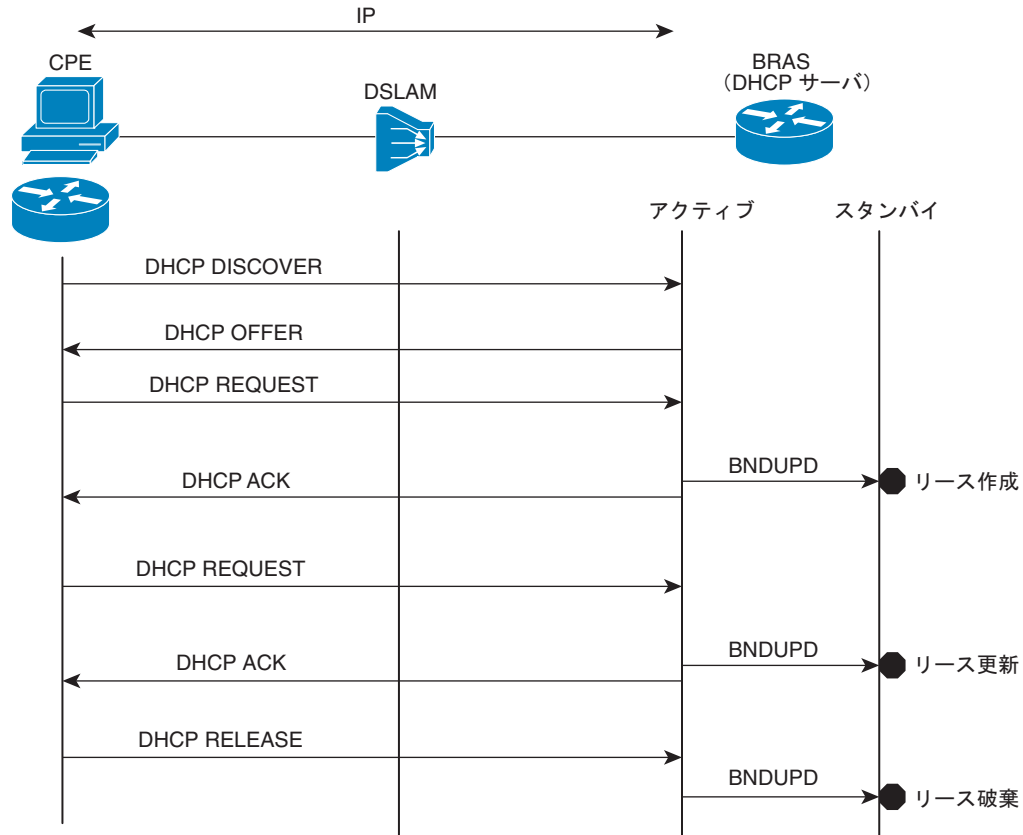 IP
CPE
DSLAM
BRAS
（DHCP サーバ）
アクティブ
スタンバイ
DHCP DISCOVER
DHCP OFFER
DHCP REQUEST
BNDUPD
リース作成
DHCP ACK
DHCP REQUEST
BNDUPD
リース更新
DHCP ACK
DHCP RELEASE
BNDUPD
リース破棄